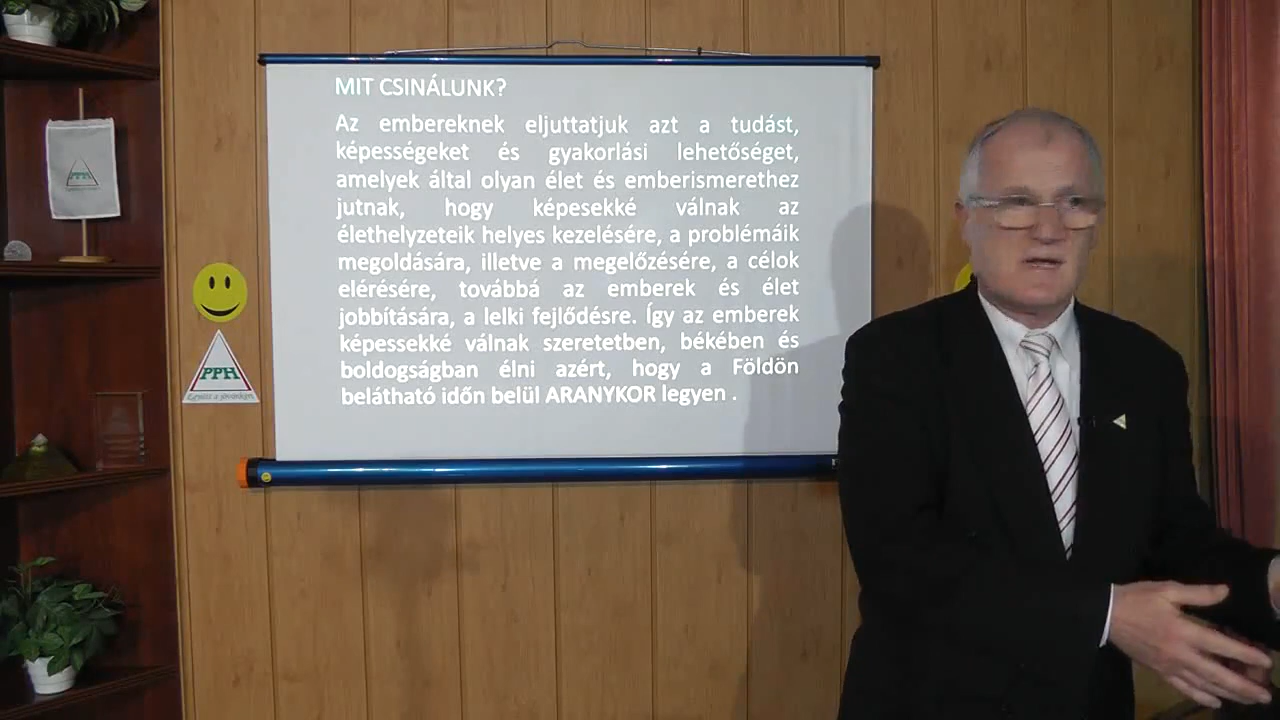 MIT CSINÁLUNK?
Az embereknek eljuttatjuk azt a tudást,
képességeket és gyakorlási lehetőséget,
amelyek által olyan élet és emberismerethez
jutnak, hogy képesekké válnak az
élethelyzeteik helyes kezelésére, a problémáik
megoldására, illetve a megelőzésére, a célok
elérésére, továbbá az emberek és élet
jobbítására, a lelki fejlődésre. Így az emberek
képessekké válnak szeretetben, békében és
boldogságban élni azért, hogy a Földön
belátható időn belül ARANYKOR legyen .
PPH
Együtt a jövőnkért
PPH